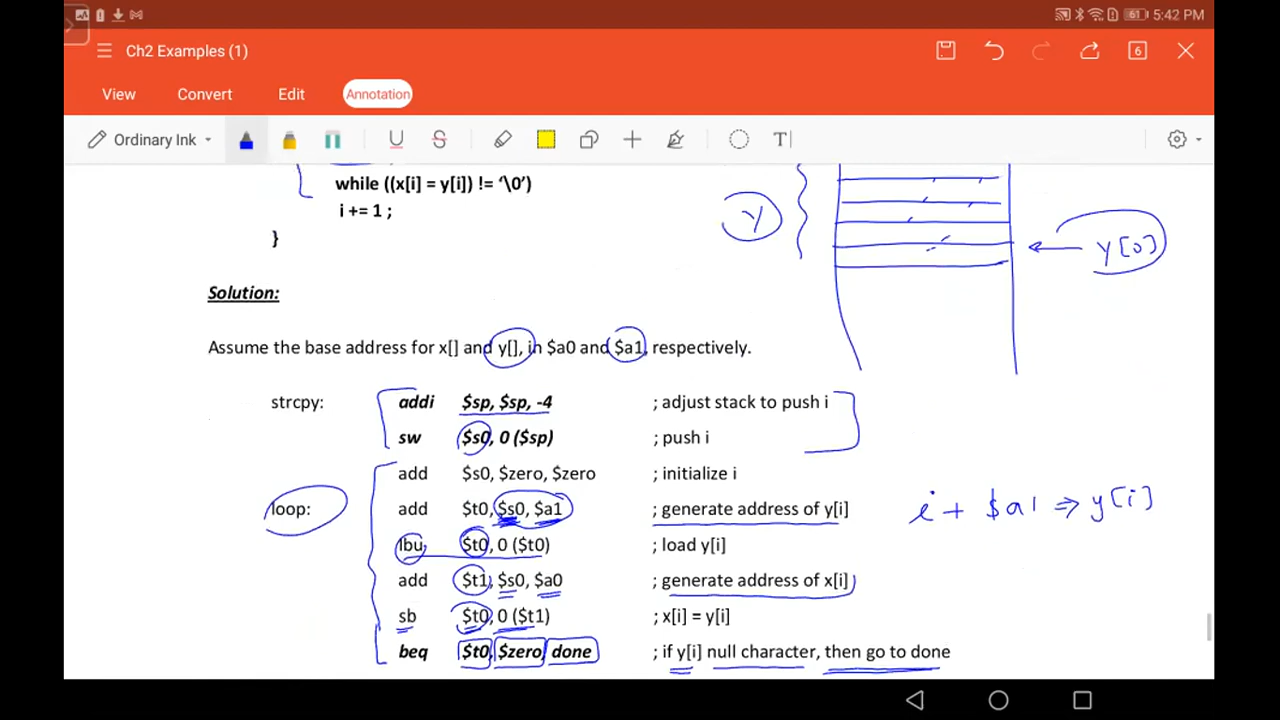 5:42 PM
61
Ch2 Examples (1)
6
View Convert Edit Annotation
Ordinary Ink
T
while ((x[i] = y[i]) != ‘\0’)
i += 1 ;
}
y
y[0]
Solution:
Assume the base address for x[] and y[], in $a0 and $a1, respectively.
strcpy: addi $sp, $sp, -4 ; adjust stack to push i
sw $s0, 0 ($sp) ; push i
add $s0, $zero, $zero ; initialize i
loop: add $t0, $s0, $a1 ; generate address of y[i]
i + $a1 ⇒ y[i]
lbu $t0, 0 ($t0) ; load y[i]
add $t1, $s0, $a0 ; generate address of x[i]
sb $t0, 0 ($t1) ; x[i] = y[i]
beq $t0, $zero, done ; if y[i] null character, then go to done